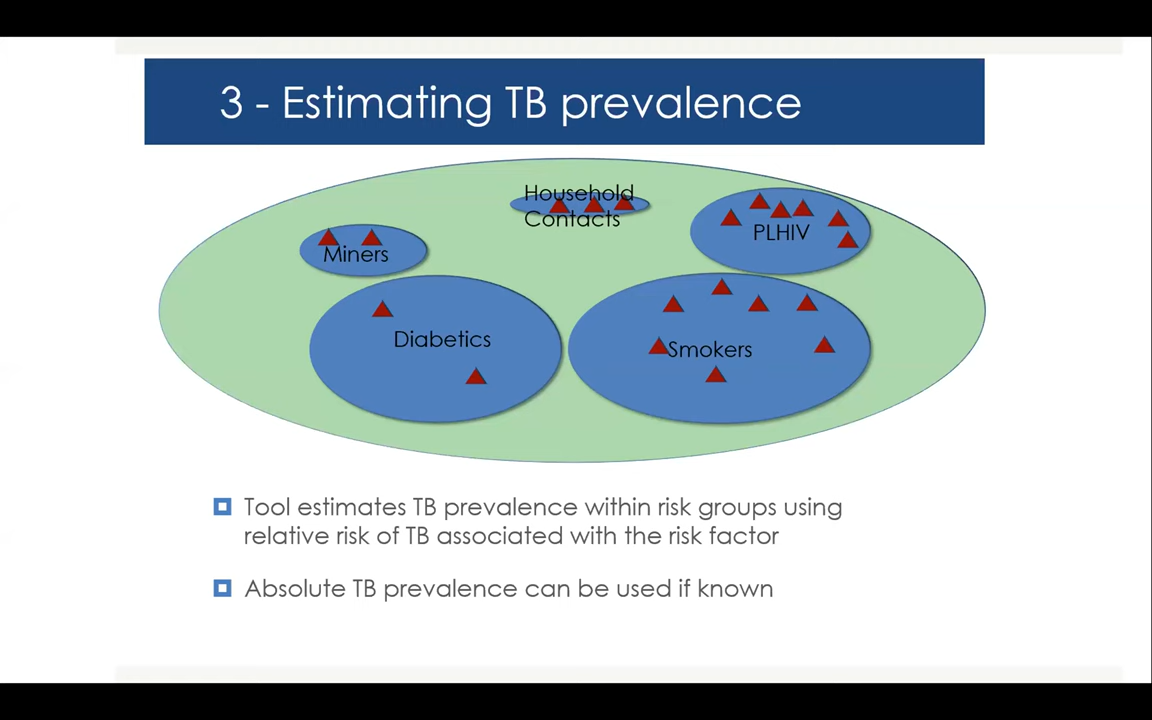 3 - Estimating TB prevalence
Household
Contacts
PLHIV
Miners
Diabetics
Smokers
Tool estimates TB prevalence within risk groups using
relative risk of TB associated with the risk factor
Absolute TB prevalence can be used if known